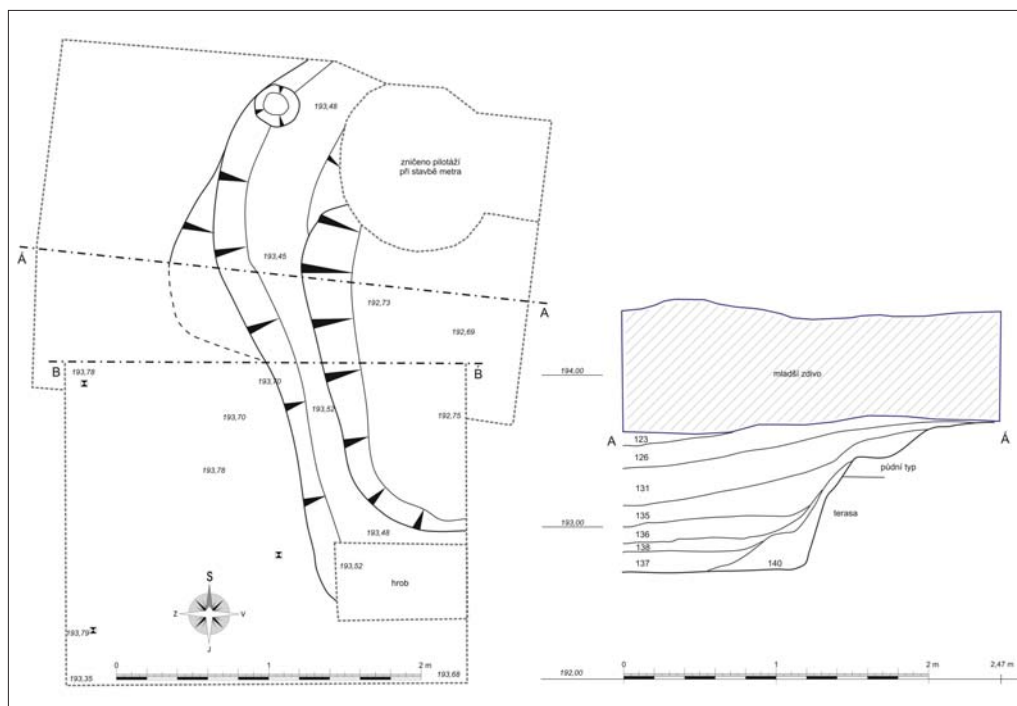 193,48
zničeno pilotáží
při stavbě metra
Á
193,45
192,73
A
192,69
B
B́
193,78
193,70
193,70
193,52
192,75
193,78
193,48
193,52
hrob
S
Z
V
J
193,79
0
1
2 m
193,35
193,68
194,00
mladší zdivo
A
Á
123
126
131
půdní typ
135
193,00
terasa
136
138
137
140
0
1
2 m
2,47 m
192,00